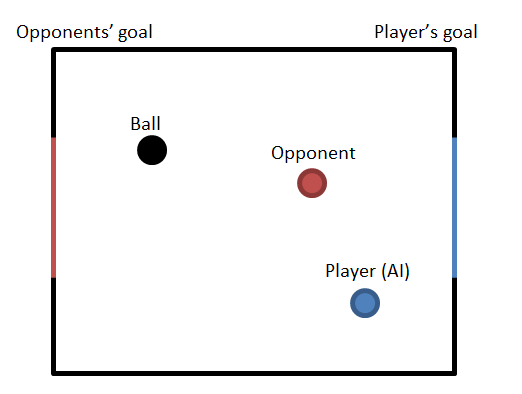 Opponents’ goal
Player’s goal
Ball
Opponent
Player (AI)